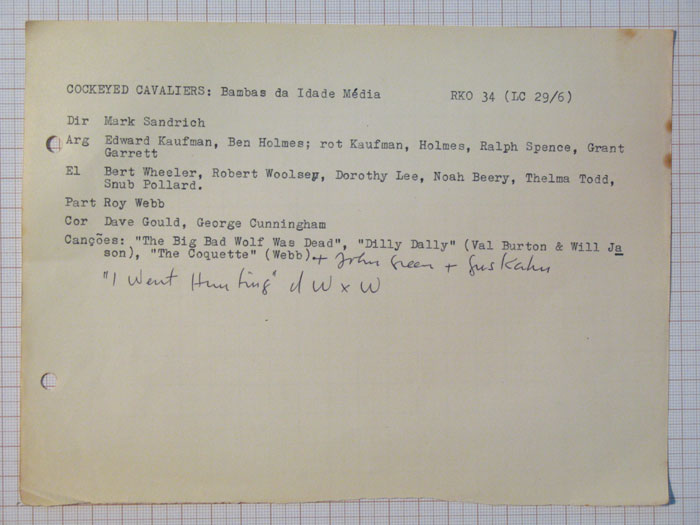 COCKEYED CAVALIERS: Bambas da Idade Média RKO 34 (LC 29/6)
Dir Mark Sandrich
Arg Edward Kaufman, Ben Holmes; rot Kaufman, Holmes, Ralph Spence, Grant
Garrett
El Bert Wheeler, Robert Woolsey, Dorothy Lee, Noah Beery, Thelma Todd,
Snub Pollard.
Part Roy Webb
Cor Dave Gould, George Cunningham
Canções: "The Big Bad Wolf Was Dead", "Dilly Dally" (Val Burton & Will Ja
son), "The Coquette" (Webb) + John Green + Gus Kahn
"I Went Hunting" d W x W